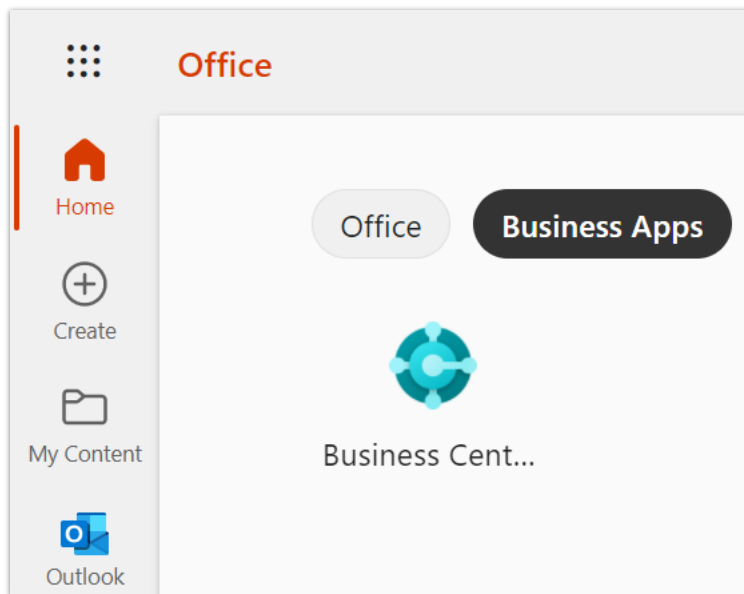 Office
Home
Office
Business Apps
Create
Business Cent...
My Content
Outlook